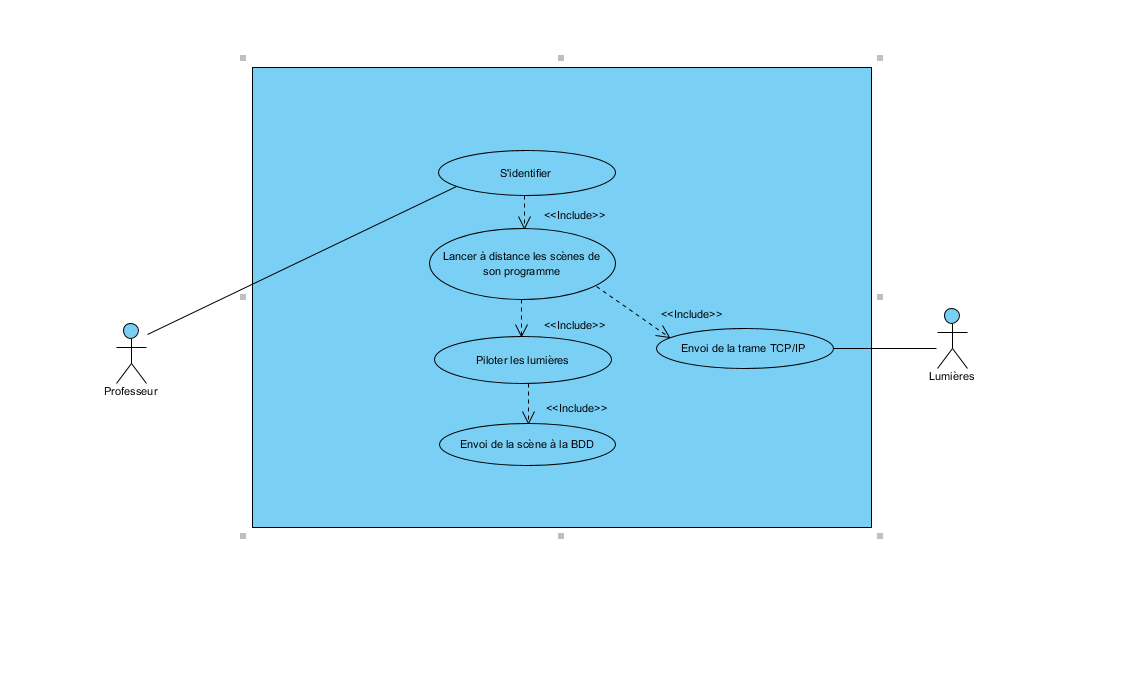 S'identifier
<<Include>>
Lancer à distance les scènes de
son programme
<<Include>>
<<Include>>
Envoi de la trame TCP/IP
Piloter les lumières
Lumières
Professeur
<<Include>>
Envoi de la scène à la BDD